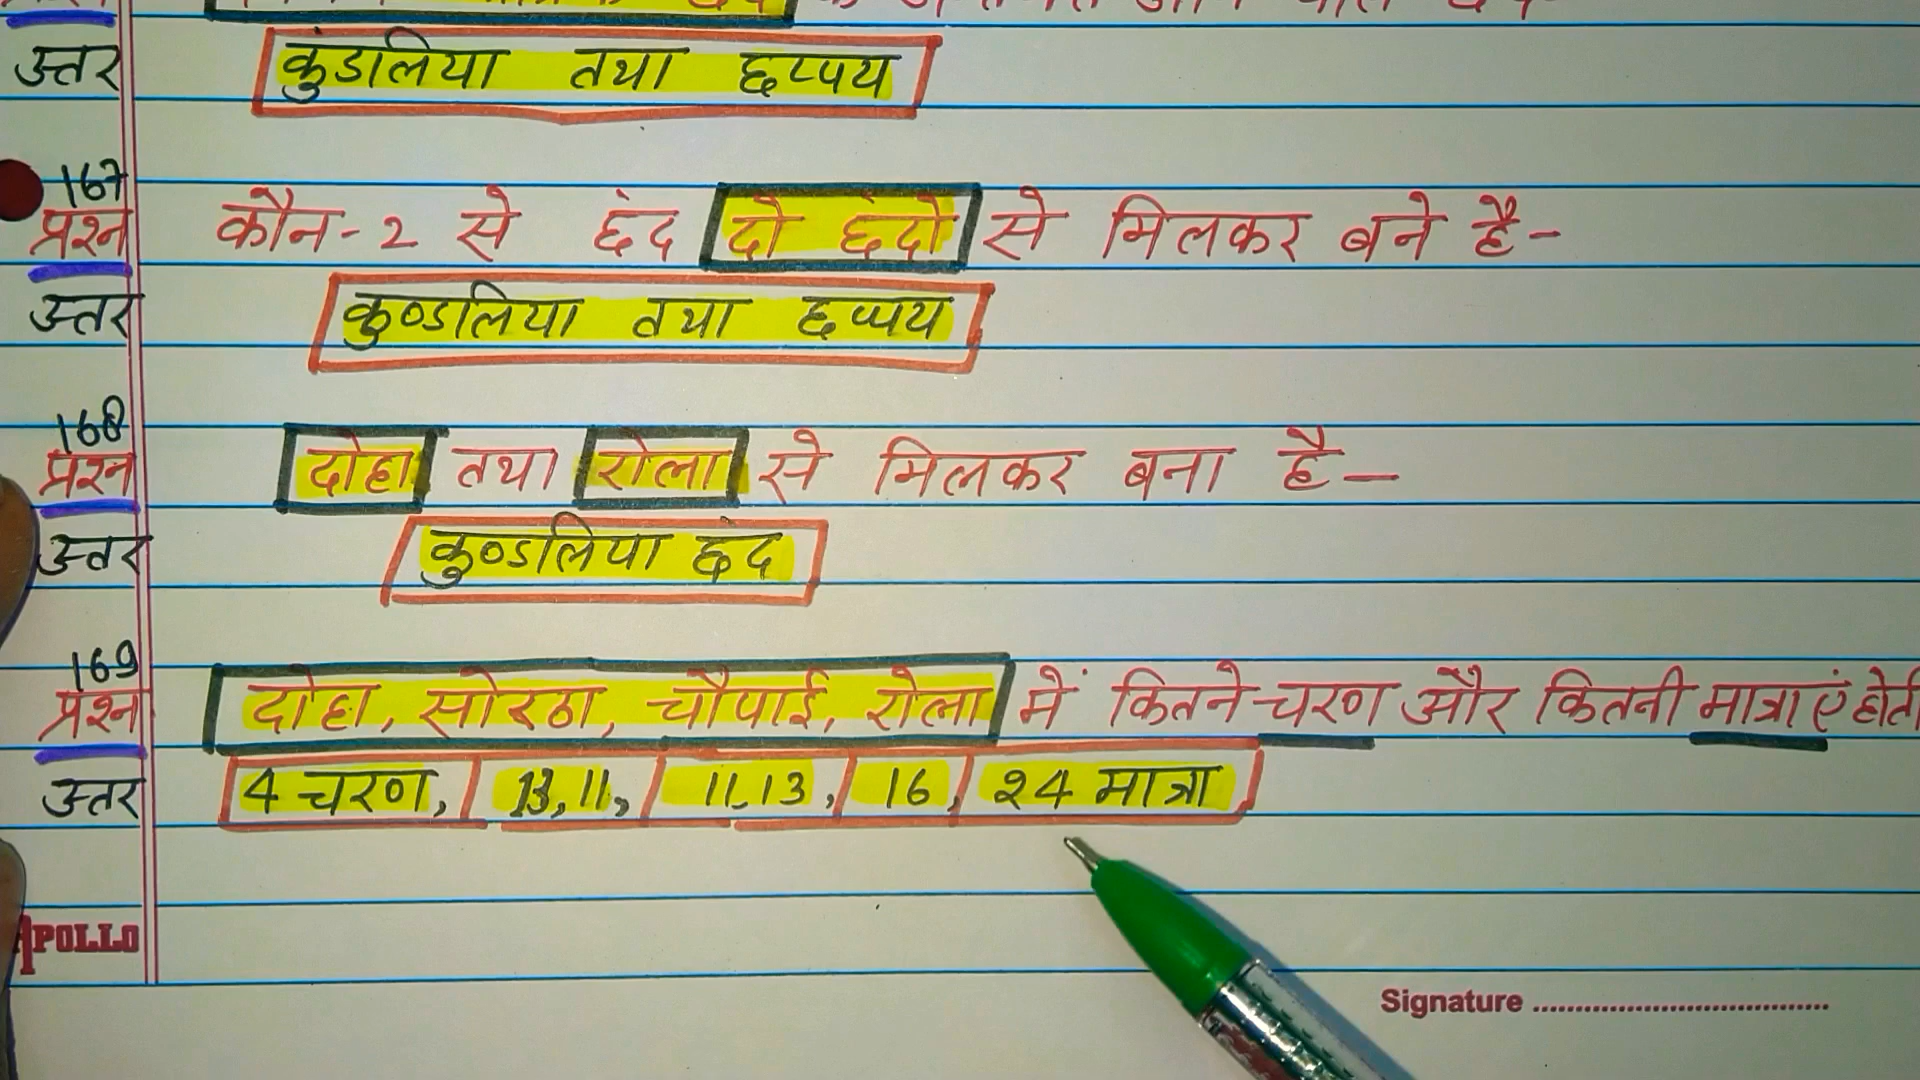 उत्तर कुंडलिया तथा छप्पय
167
प्रश्न कौन-2 से छंद दो छंदो से मिलकर बने है-
उत्तर कुण्डलिया तथा छप्पय
168
प्रश्न दोहा तथा रोला से मिलकर बना है-
उत्तर कुण्डलिया छंद
169
प्रश्न दोहा, सोरठा, चौपाई, रोला में कितने चरण और कितनी मात्राएं होती
उत्तर 4 चरण, 13,11, 11,13, 16, 24 मात्रा
APOLLO
Signature ....................................